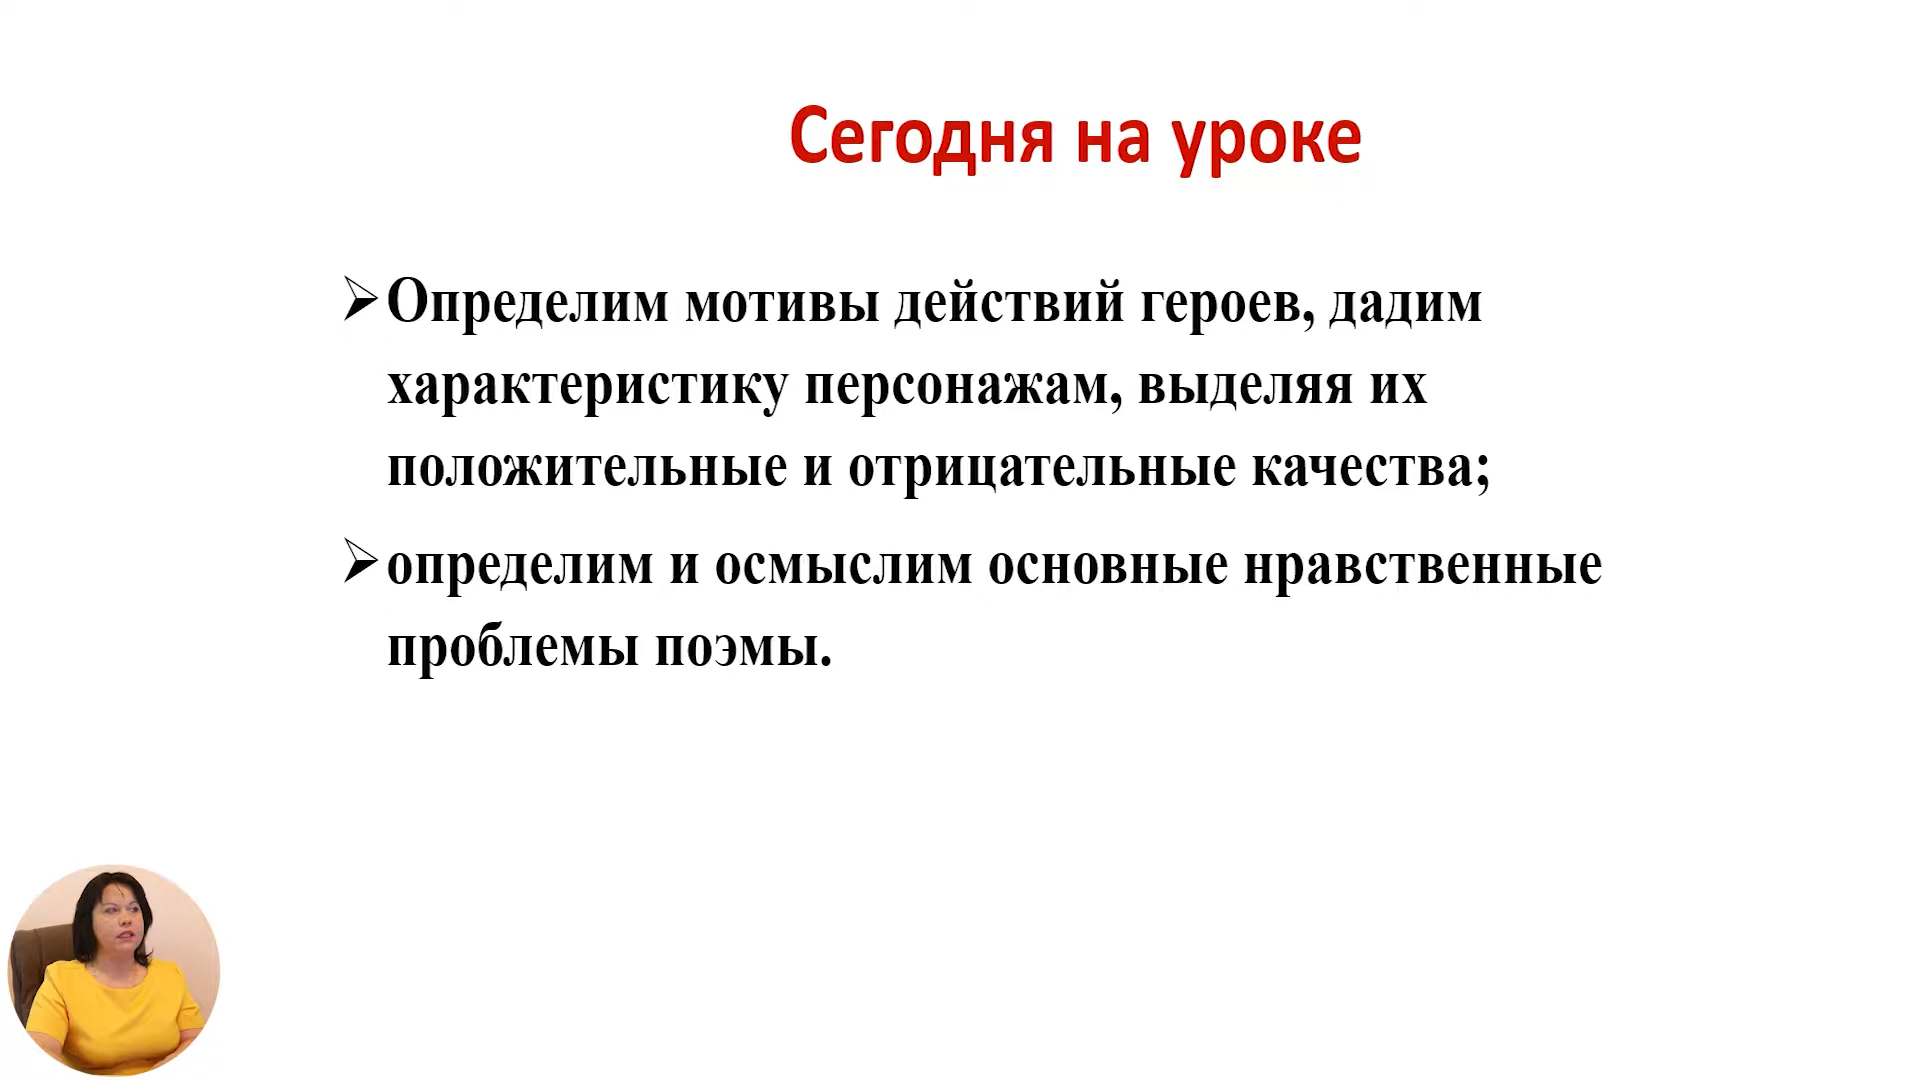 Сегодня на уроке
➢Определим мотивы действий героев, дадим
характеристику персонажам, выделяя их
положительные и отрицательные качества;
➢определим и осмыслим основные нравственные
проблемы поэмы.